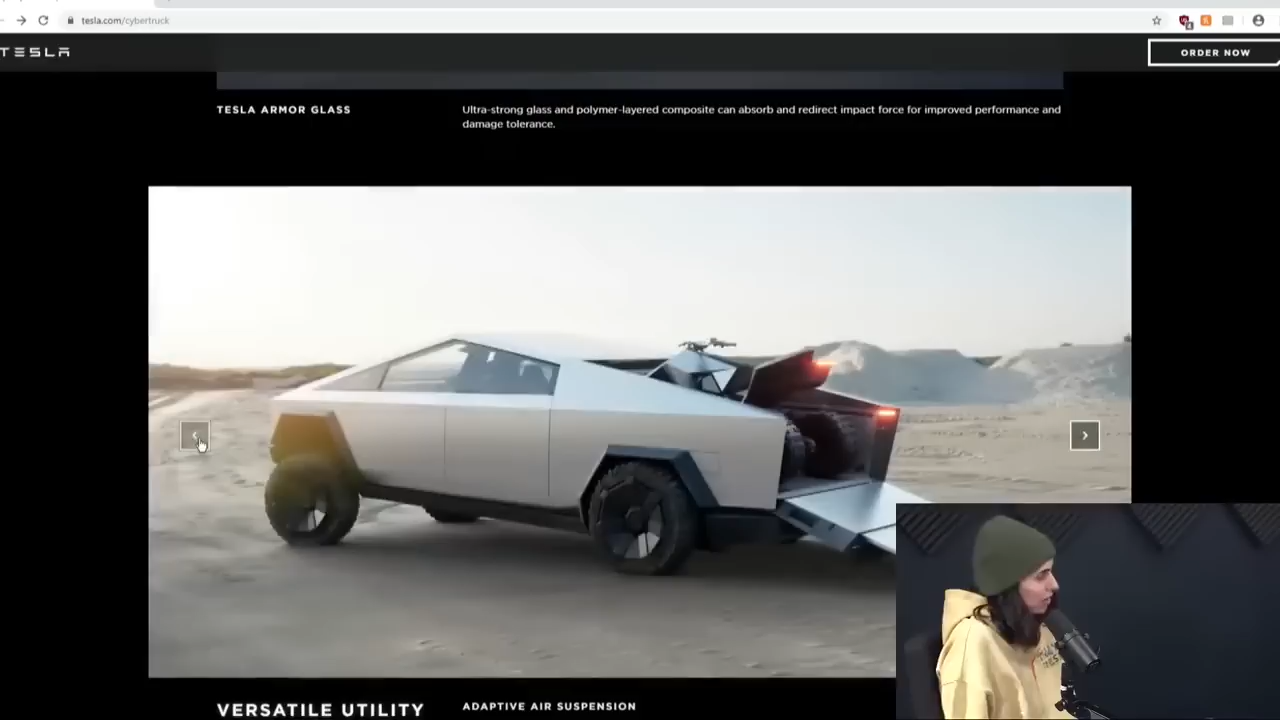 tesla.com/cybertruck
TESLA
ORDER NOW
TESLA ARMOR GLASS
Ultra-strong glass and polymer-layered composite can absorb and redirect impact force for improved performance and
damage tolerance.
VERSATILE UTILITY
ADAPTIVE AIR SUSPENSION